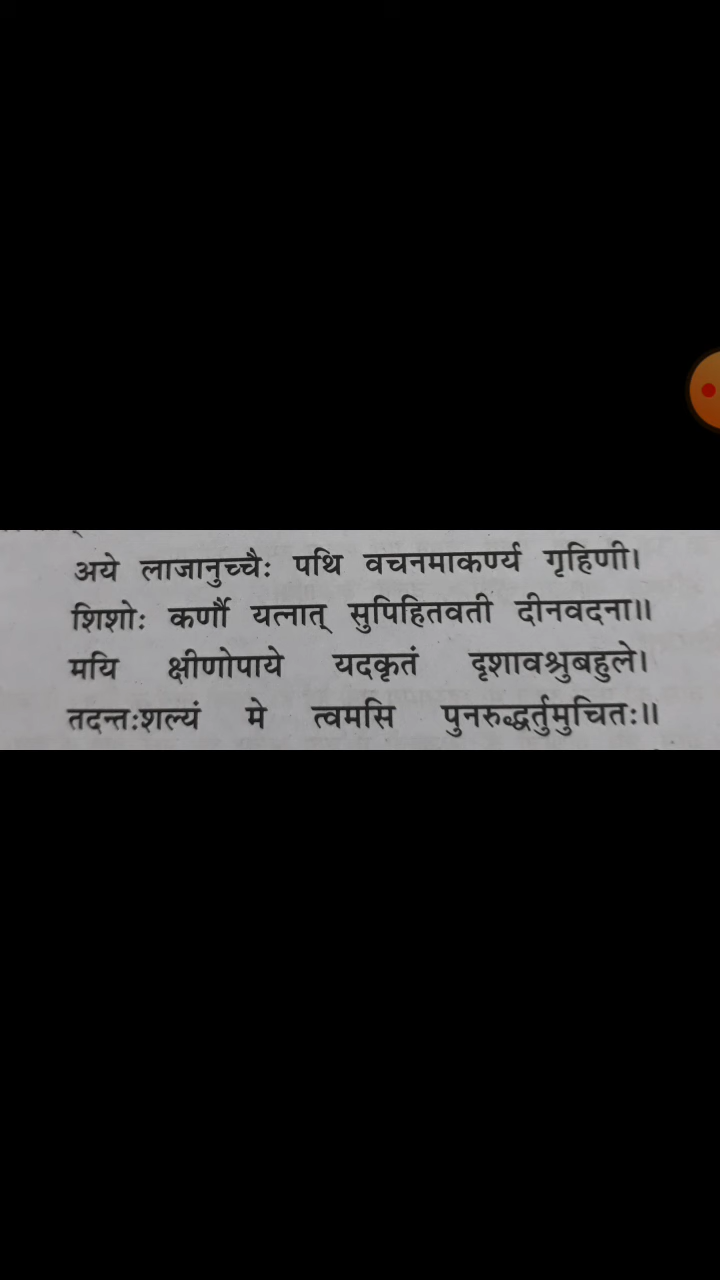 अये लाजानुच्चैः पथि वचनमाकर्ण्य गृहिणी।
शिशोः कर्णौ यत्नात् सुपिहितवती दीनवदना॥
मयि क्षीणोपाये यदकृतं दृशावश्रुबहुले।
तदन्तःशल्यं मे त्वमसि पुनरुद्धर्तुमुचितः॥